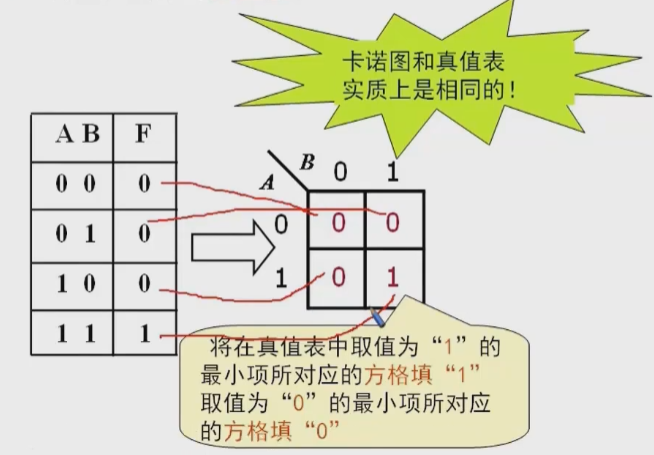 卡诺图和真值表
实质上是相同的！
A B F
0 0 0
0 1 0
1 0 0
1 1 1
B 0 1
A
0 0 0
1 0 1
将在真值表中取值为“1”的
最小项所对应的方格填“1”
取值为“0”的最小项所对应
的方格填“0”